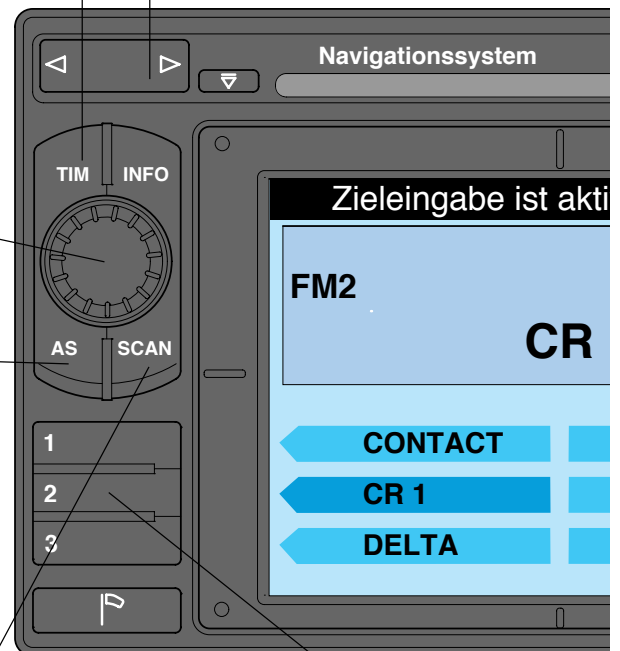 Navigationssystem
TIM INFO
Zieleingabe ist akti
FM2
CR
AS SCAN
1
CONTACT
2
CR 1
3
DELTA